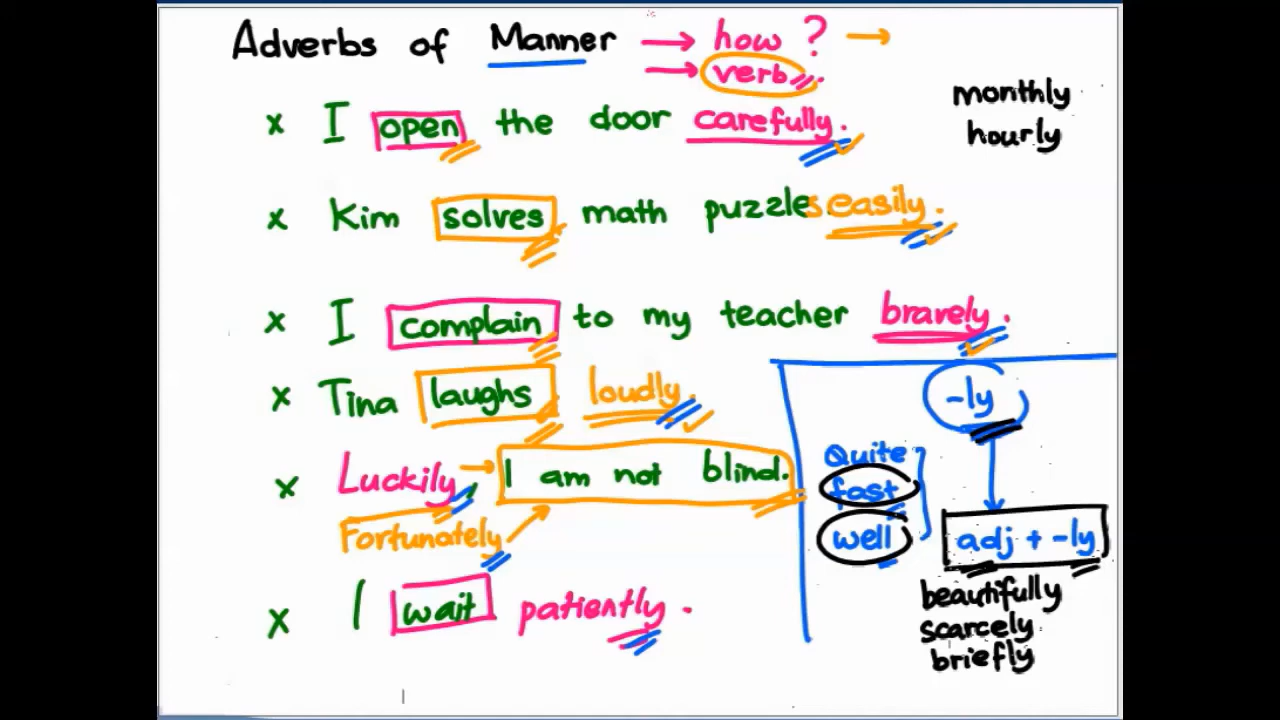 Adverbs of Manner → how ? →
→ verb.
monthly
hourly
x I open the door carefully.
x Kim solves math puzzles easily.
x I complain to my teacher bravely.
x Tina laughs loudly.
x Luckily, → I am not blind.
Fortunately
x I wait patiently.
-ly
Quite
fast
well
adj + -ly
beautifully
scarcely
briefly